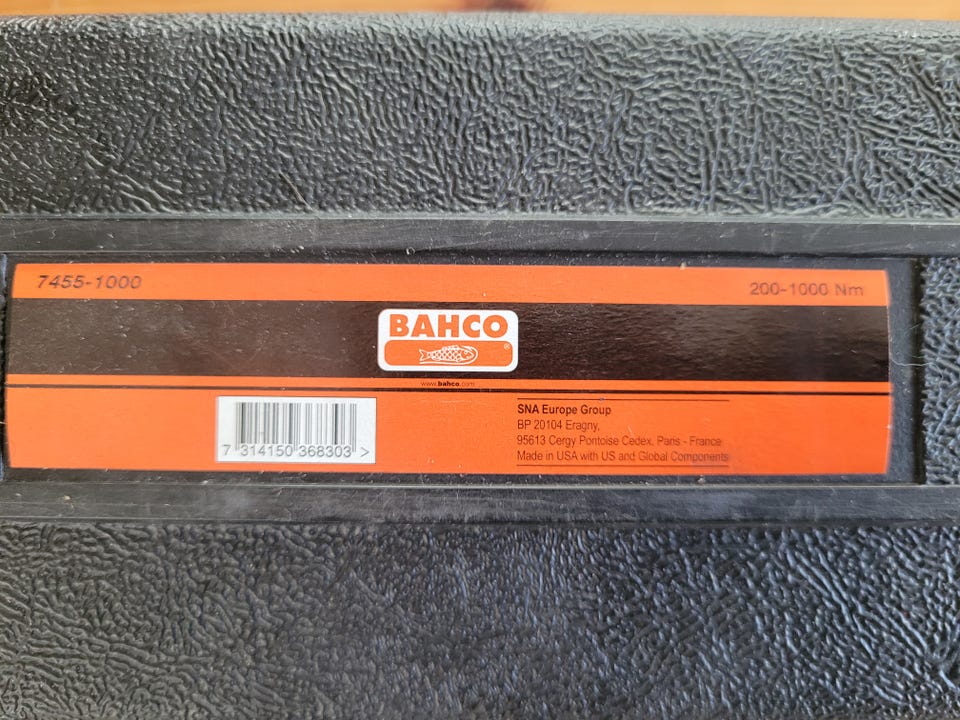 7455-1000
200-1000 Nm
BAHCO
®
www.bahco.com
7 314150 368303 >
SNA Europe Group
BP 20104 Eragny,
95613 Cergy Pontoise Cedex. Paris - France
Made in USA with US and Global Components